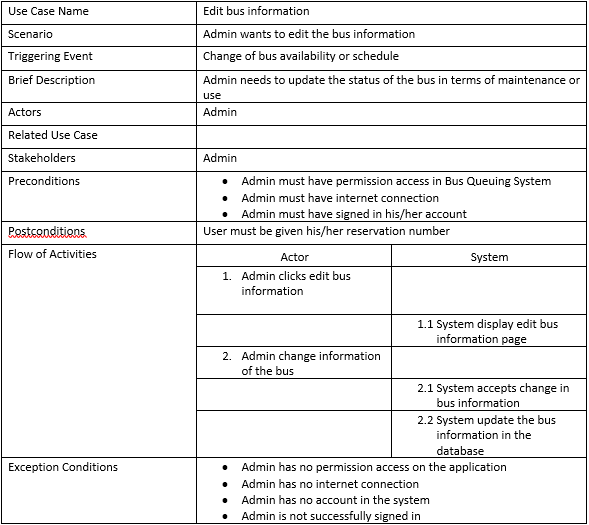 Use Case Name Edit bus information
Scenario Admin wants to edit the bus information
Triggering Event Change of bus availability or schedule
Brief Description Admin needs to update the status of the bus in terms of maintenance or
use
Actors Admin
Related Use Case
Stakeholders Admin
Preconditions • Admin must have permission access in Bus Queuing System
• Admin must have internet connection
• Admin must have signed in his/her account
Postconditions User must be given his/her reservation number
Flow of Activities Actor System
1. Admin clicks edit bus
information
1.1 System display edit bus
information page
2. Admin change information
of the bus
2.1 System accepts change in
bus information
2.2 System update the bus
information in the
database
Exception Conditions • Admin has no permission access on the application
• Admin has no internet connection
• Admin has no account in the system
• Admin is not successfully signed in